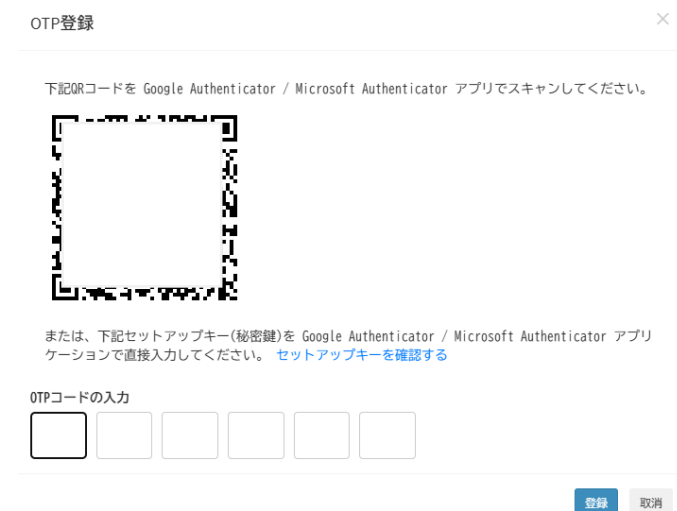 OTP登録
下記QRコードを Google Authenticator / Microsoft Authenticator アプリでスキャンしてください。
または、下記セットアップキー(秘密鍵)を Google Authenticator / Microsoft Authenticator アプリ
ケーションで直接入力してください。 セットアップキーを確認する
OTPコードの入力
登録 取消